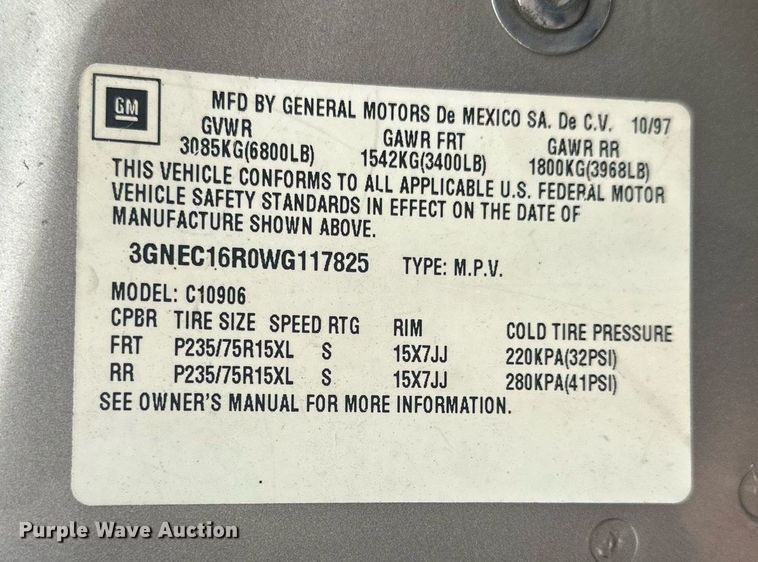 GM
MFD BY GENERAL MOTORS De MEXICO SA. De C.V. 10/97
GVWR GAWR FRT GAWR RR
3085KG(6800LB) 1542KG(3400LB) 1800KG(3968LB)
THIS VEHICLE CONFORMS TO ALL APPLICABLE U.S. FEDERAL MOTOR
VEHICLE SAFETY STANDARDS IN EFFECT ON THE DATE OF
MANUFACTURE SHOWN ABOVE.
3GNEC16R0WG117825 TYPE: M.P.V.
MODEL: C10906
CPBR TIRE SIZE SPEED RTG RIM COLD TIRE PRESSURE
FRT P235/75R15XL S 15X7JJ 220KPA(32PSI)
RR P235/75R15XL S 15X7JJ 280KPA(41PSI)
SEE OWNER'S MANUAL FOR MORE INFORMATION.
Purple Wave Auction